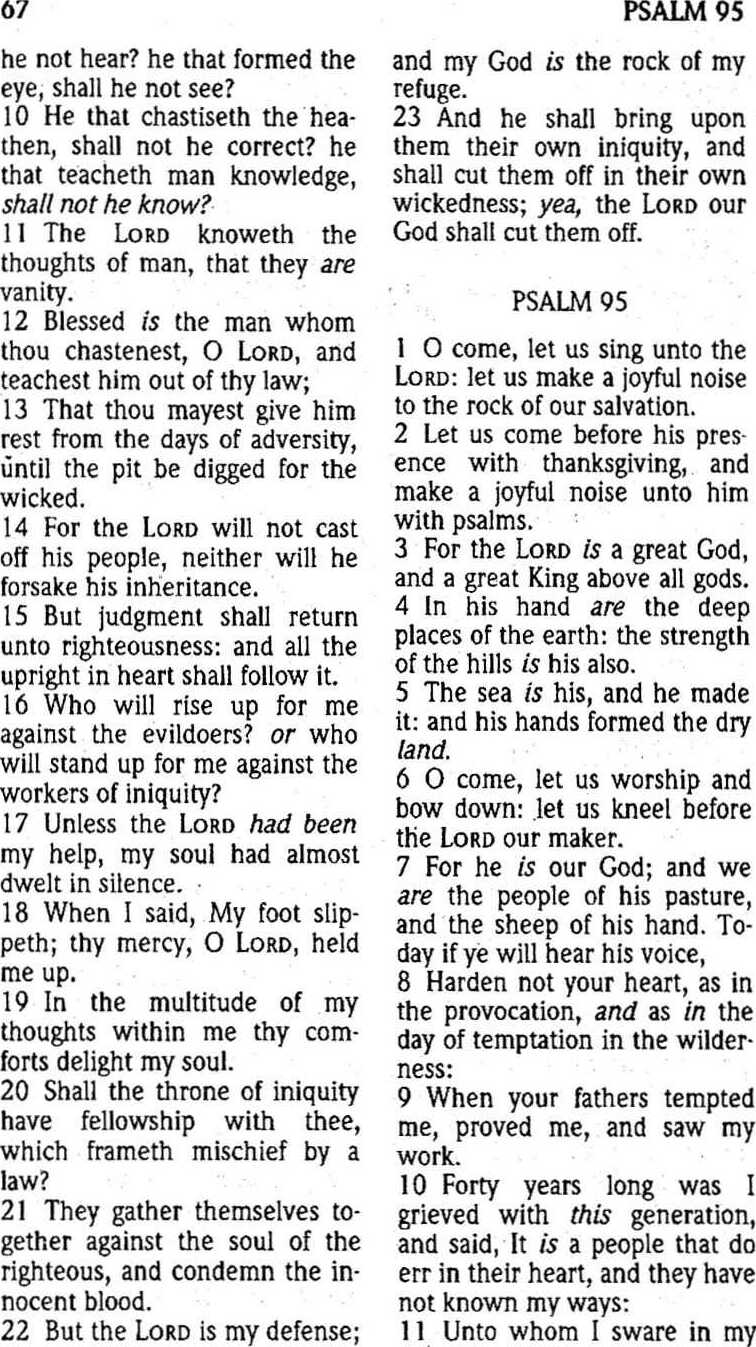 67
PSALM 95
he not hear? he that formed the
eye, shall he not see?
10 He that chastiseth the hea-
then, shall not he correct? he
that teacheth man knowledge,
shall not he know?
11 The LORD knoweth the
thoughts of man, that they are
vanity.
12 Blessed is the man whom
thou chastenest, O LORD, and
teachest him out of thy law;
13 That thou mayest give him
rest from the days of adversity,
until the pit be digged for the
wicked.
14 For the LORD will not cast
off his people, neither will he
forsake his inheritance.
15 But judgment shall return
unto righteousness: and all the
upright in heart shall follow it.
16 Who will rise up for me
against the evildoers? or who
will stand up for me against the
workers of iniquity?
17 Unless the LORD had been
my help, my soul had almost
dwelt in silence.
18 When I said, My foot slip-
peth; thy mercy, O LORD, held
me up.
19 In the multitude of my
thoughts within me thy com-
forts delight my soul.
20 Shall the throne of iniquity
have fellowship with thee,
which frameth mischief by a
law?
21 They gather themselves to-
gether against the soul of the
righteous, and condemn the in-
nocent blood.
22 But the LORD is my defense;
and my God is the rock of my
refuge.
23 And he shall bring upon
them their own iniquity, and
shall cut them off in their own
wickedness; yea, the LORD our
God shall cut them off.
PSALM 95
1 O come, let us sing unto the
LORD: let us make a joyful noise
to the rock of our salvation.
2 Let us come before his pres-
ence with thanksgiving, and
make a joyful noise unto him
with psalms.
3 For the LORD is a great God,
and a great King above all gods.
4 In his hand are the deep
places of the earth: the strength
of the hills is his also.
5 The sea is his, and he made
it: and his hands formed the dry
land.
6 O come, let us worship and
bow down: let us kneel before
the LORD our maker.
7 For he is our God; and we
are the people of his pasture,
and the sheep of his hand. To-
day if ye will hear his voice,
8 Harden not your heart, as in
the provocation, and as in the
day of temptation in the wilder-
ness:
9 When your fathers tempted
me, proved me, and saw my
work.
10 Forty years long was I
grieved with this generation,
and said, It is a people that do
err in their heart, and they have
not known my ways:
11 Unto whom I sware in my